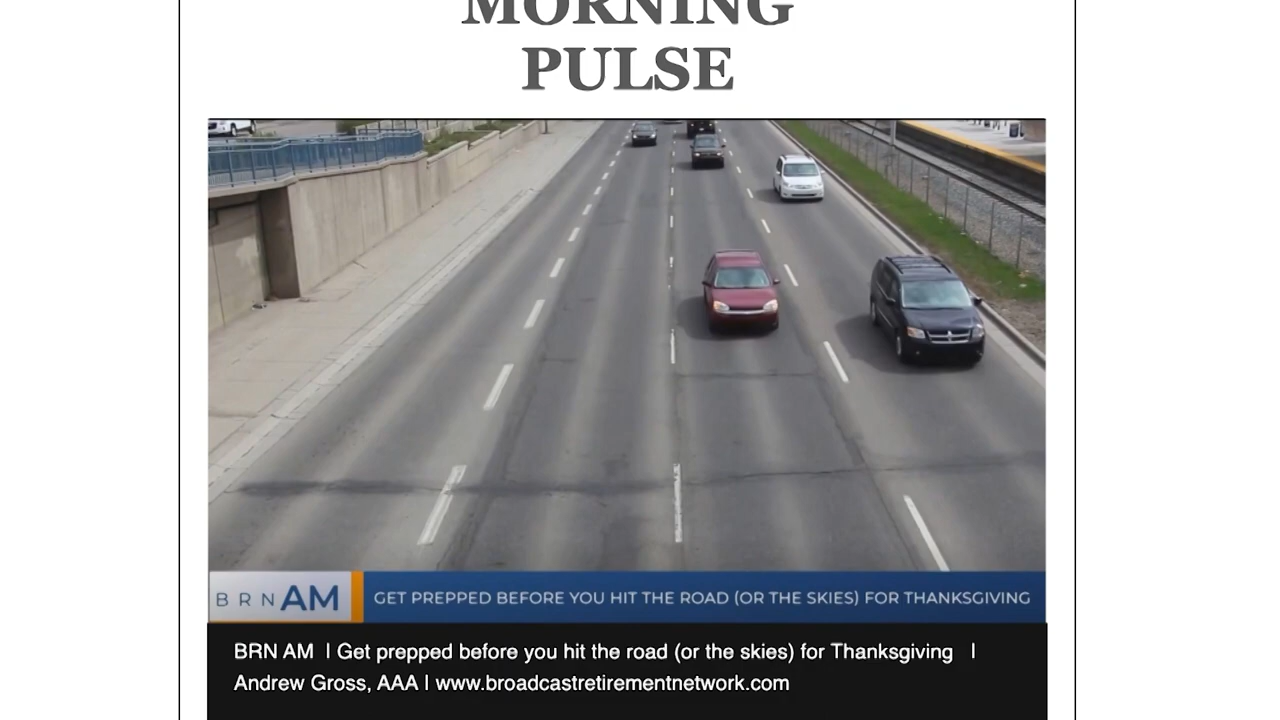 MORNING
PULSE
BRN AM GET PREPPED BEFORE YOU HIT THE ROAD (OR THE SKIES) FOR THANKSGIVING
BRN AM | Get prepped before you hit the road (or the skies) for Thanksgiving |
Andrew Gross, AAA | www.broadcastretirementnetwork.com